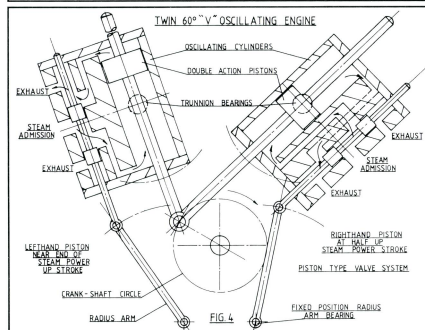 TWIN 60° "V" OSCILLATING ENGINE
OSCILLATING CYLINDERS
DOUBLE ACTION PISTONS
TRUNNION BEARINGS
EXHAUST
STEAM
ADMISSION
EXHAUST
EXHAUST
STEAM
ADMISSION
EXHAUST
LEFTHAND PISTON
NEAR END OF
STEAM POWER
UP STROKE
RIGHTHAND PISTON
AT HALF UP
STEAM POWER STROKE
PISTON TYPE VALVE SYSTEM
CRANK-SHAFT CIRCLE
RADIUS ARM
FIG. 4
FIXED POSITION RADIUS
ARM BEARING